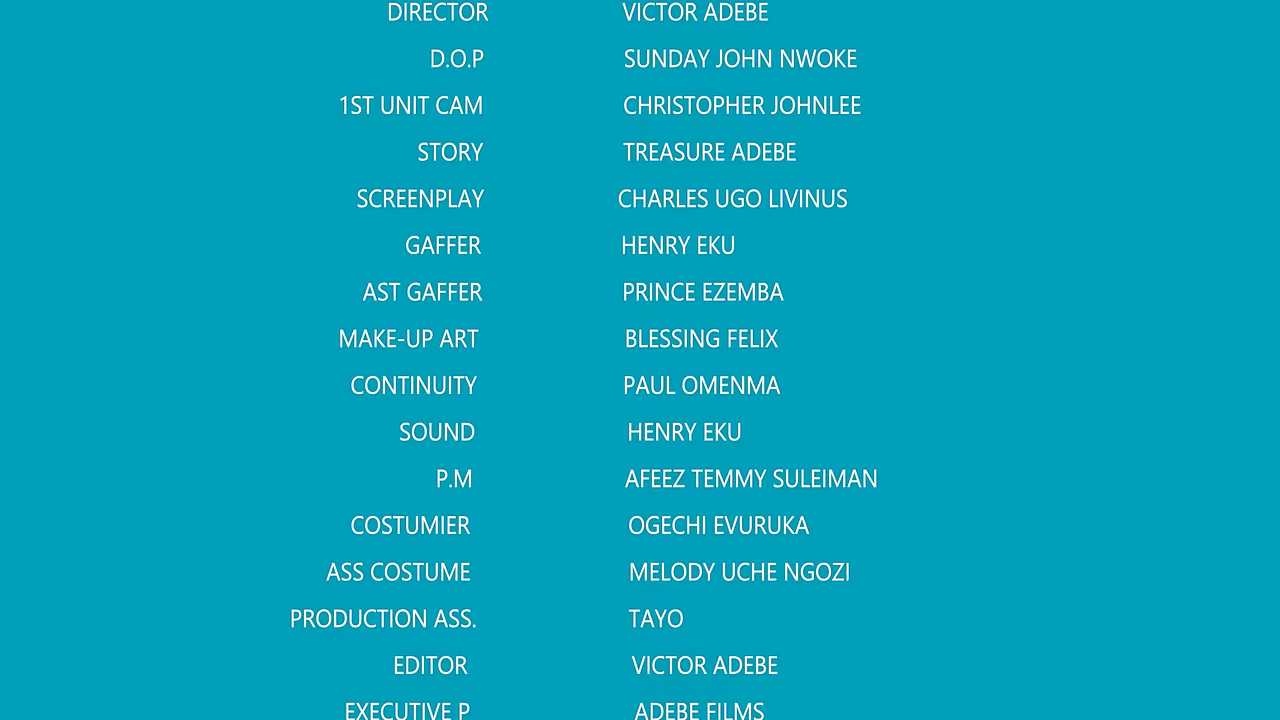 DIRECTOR VICTOR ADEBE
D.O.P SUNDAY JOHN NWOKE
1ST UNIT CAM CHRISTOPHER JOHNLEE
STORY TREASURE ADEBE
SCREENPLAY CHARLES UGO LIVINUS
GAFFER HENRY EKU
AST GAFFER PRINCE EZEMBA
MAKE-UP ART BLESSING FELIX
CONTINUITY PAUL OMENMA
SOUND HENRY EKU
P.M AFEEZ TEMMY SULEIMAN
COSTUMIER OGECHI EVURUKA
ASS COSTUME MELODY UCHE NGOZI
PRODUCTION ASS. TAYO
EDITOR VICTOR ADEBE
EXECUTIVE P ADEBE FILMS